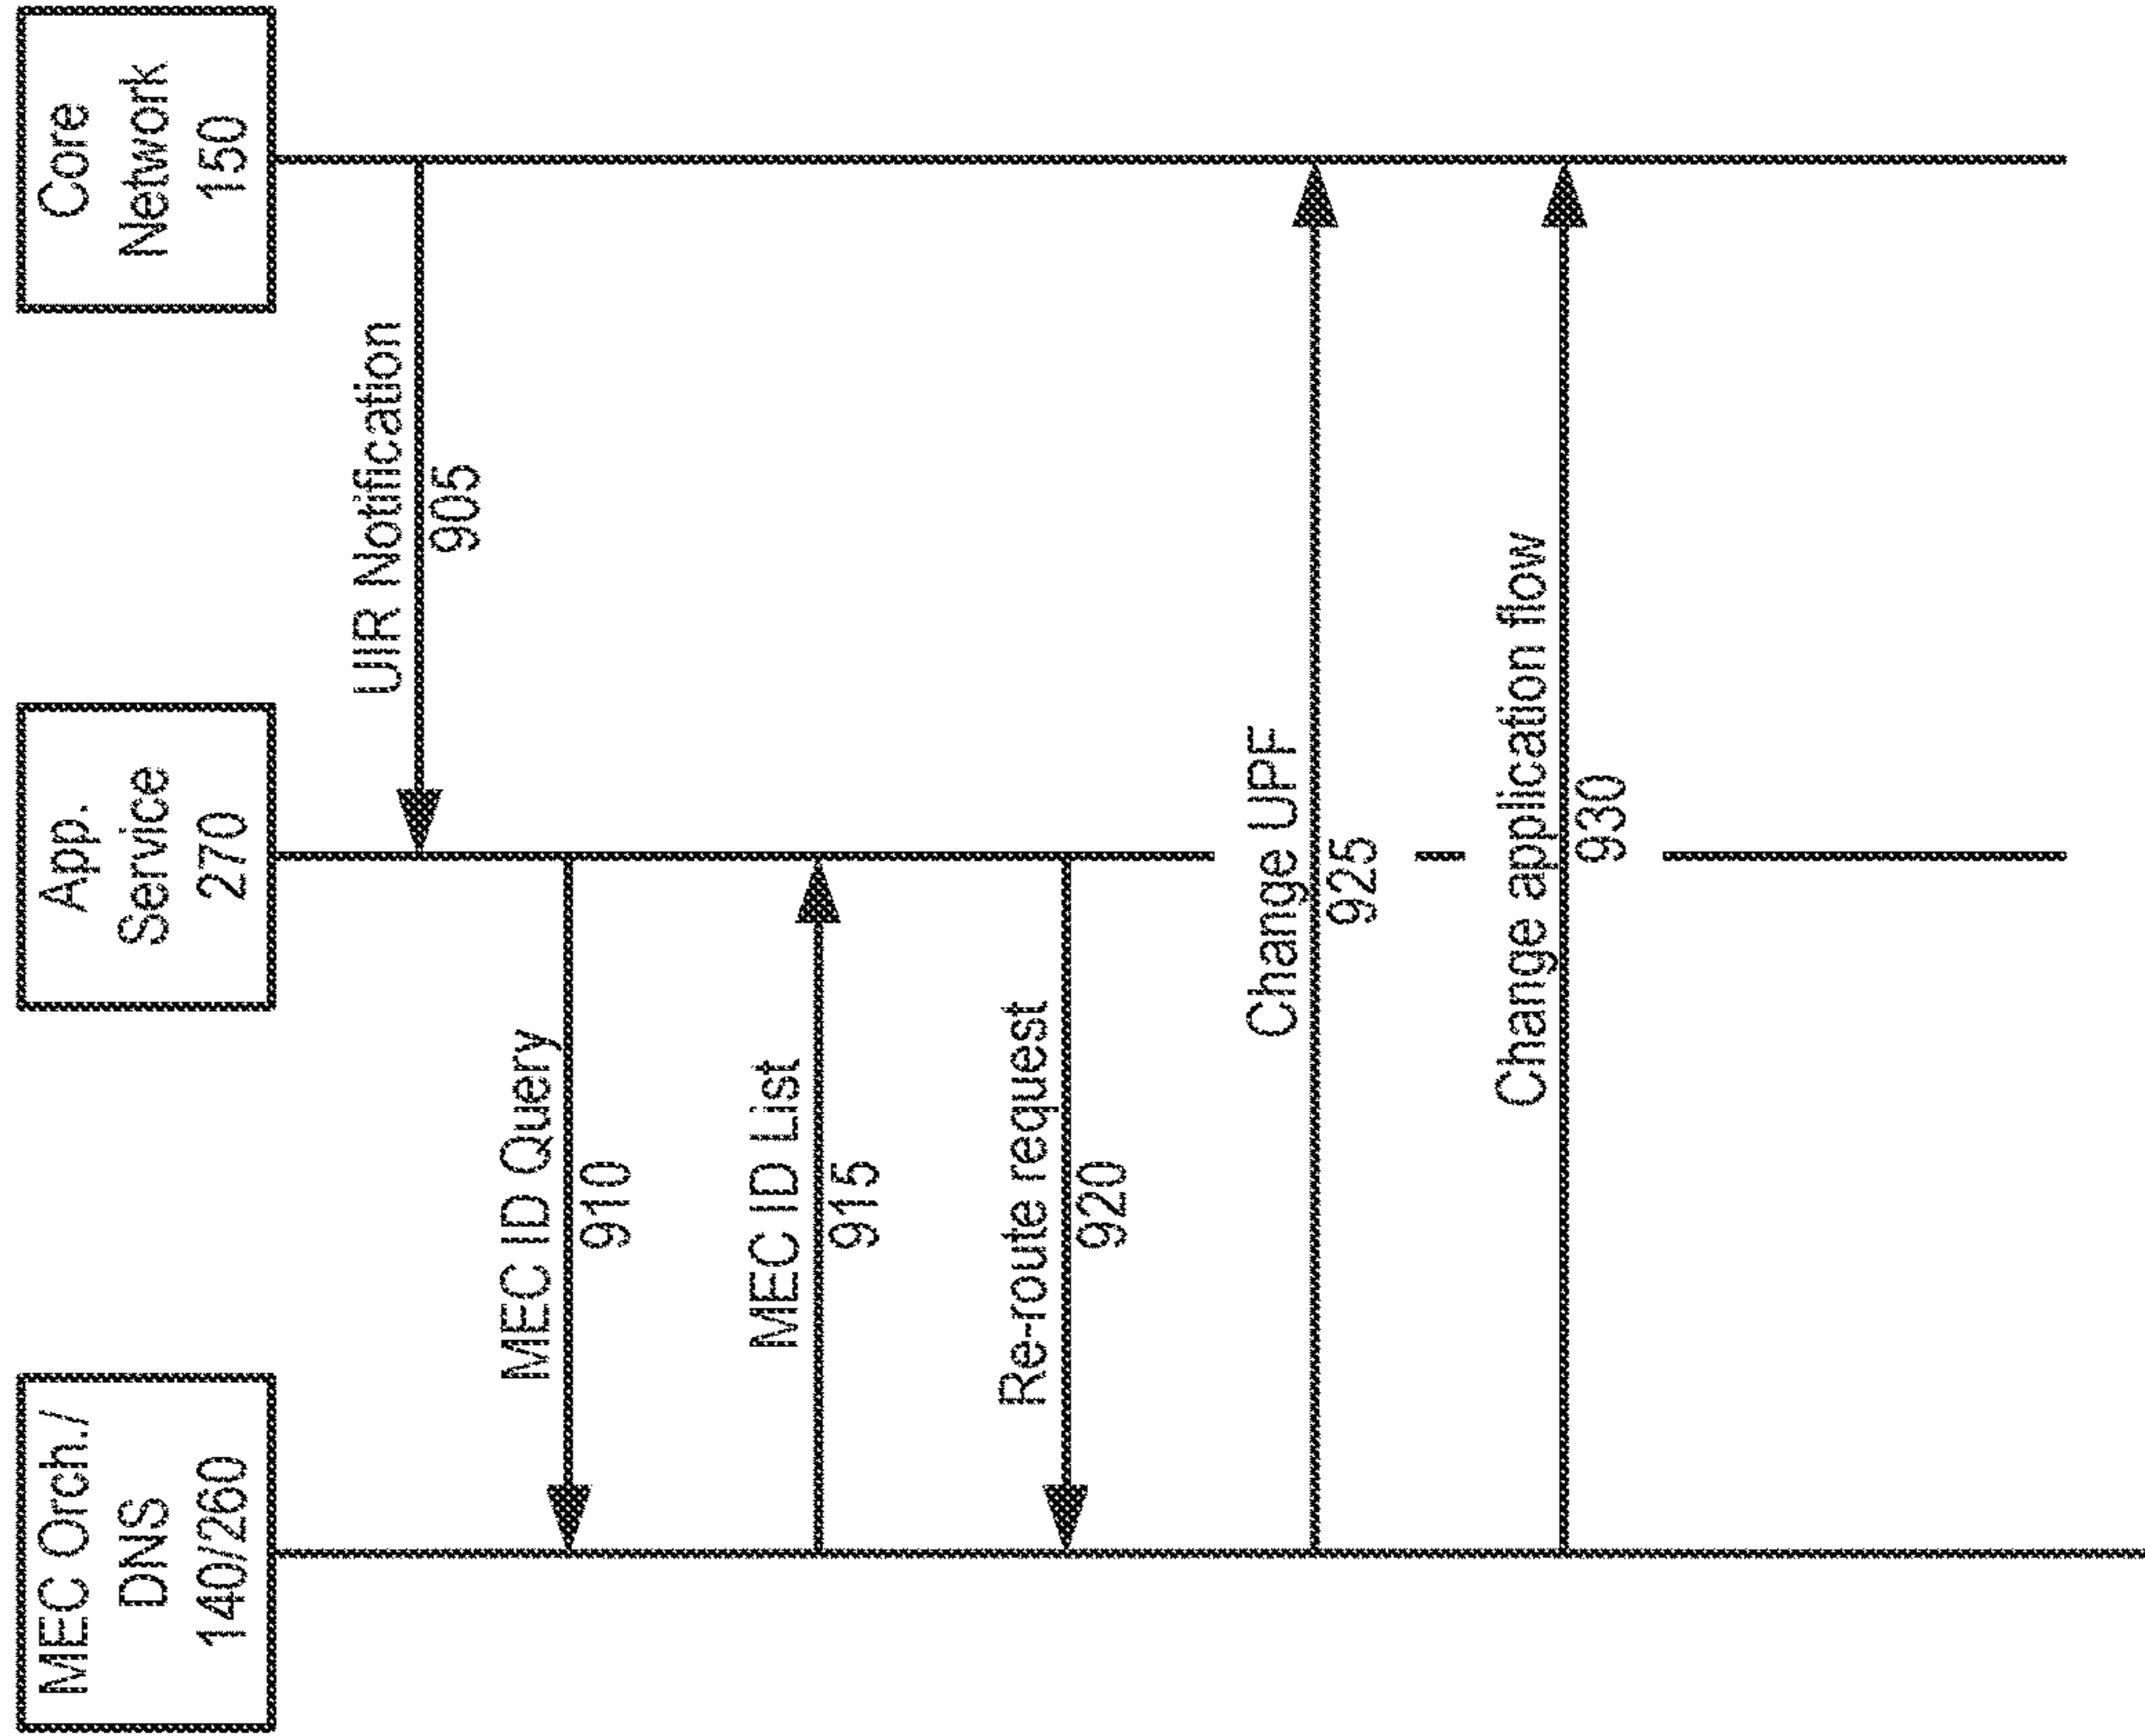 MEC Orch./
DNS
140/260
App.
Service
270
Core
Network
150
UIR Notification
905
MEC ID Query
910
MEC ID List
915
Re-route request
920
Change UPF
925
Change application flow
930